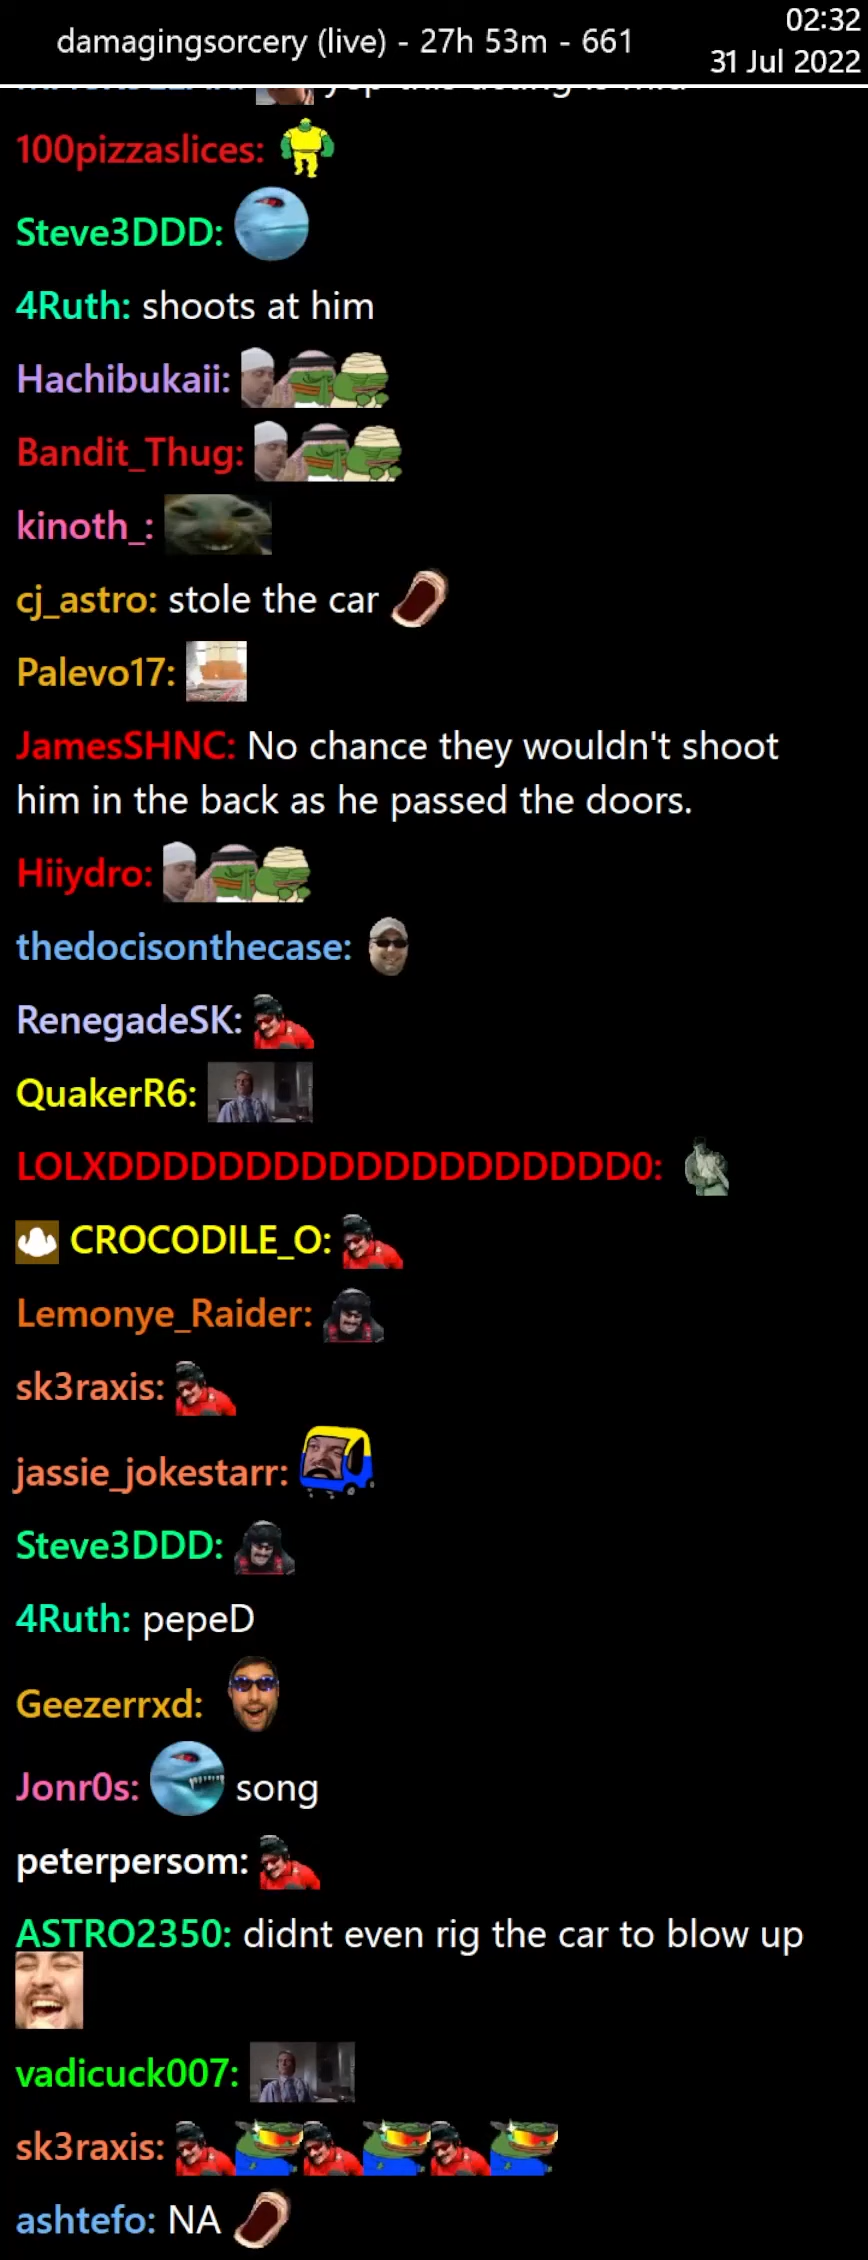 damagingsorcery (live) - 27h 53m - 661
02:32
31 Jul 2022
100pizzaslices:
Steve3DDD:
4Ruth: shoots at him
Hachibukaii:
Bandit_Thug:
kinoth_:
cj_astro: stole the car
Palevo17:
JamesSHNC: No chance they wouldn't shoot
him in the back as he passed the doors.
Hiiydro:
thedocisonthecase:
RenegadeSK:
QuakerR6:
LOLXDDDDDDDDDDDDDDDDDDD0:
CROCODILE_O:
Lemonye_Raider:
sk3raxis:
jassie_jokestarr:
Steve3DDD:
4Ruth: pepeD
Geezerrxd:
Jonr0s: song
peterpersom:
ASTRO2350: didnt even rig the car to blow up
vadicuck007:
sk3raxis:
ashtefo: NA